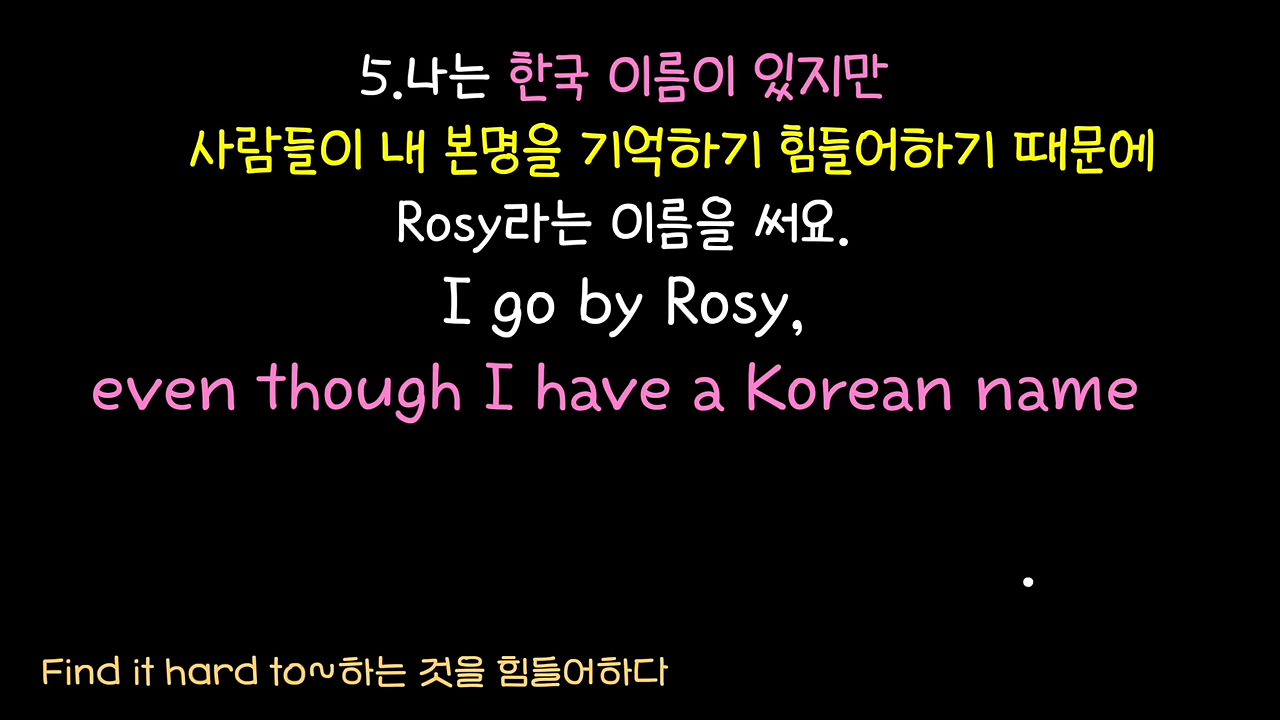 5.나는 한국 이름이 있지만
사람들이 내 본명을 기억하기 힘들어하기 때문에
Rosy라는 이름을 써요.
I go by Rosy,
even though I have a Korean name
.
Find it hard to~하는 것을 힘들어하다